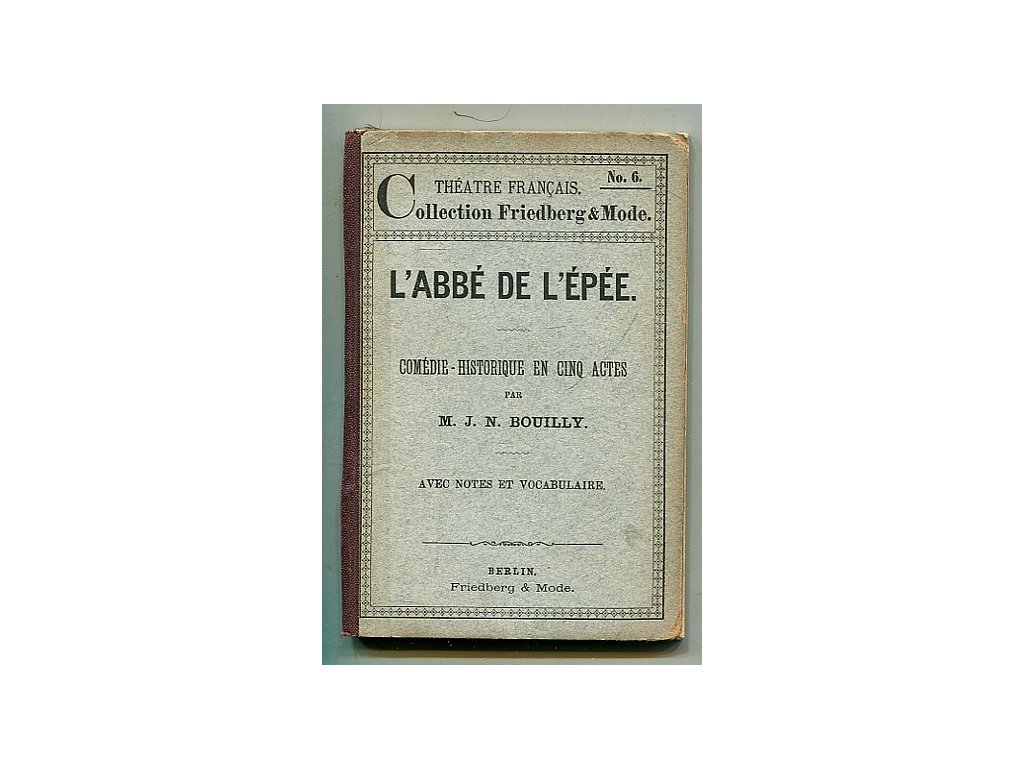 No. 6.
THÉATRE FRANÇAIS.
Collection Friedberg & Mode.
L'ABBÉ DE L'ÉPÉE.
COMÉDIE-HISTORIQUE EN CINQ ACTES
PAR
M. J. N. BOUILLY.
AVEC NOTES ET VOCABULAIRE.
BERLIN.
Friedberg & Mode.